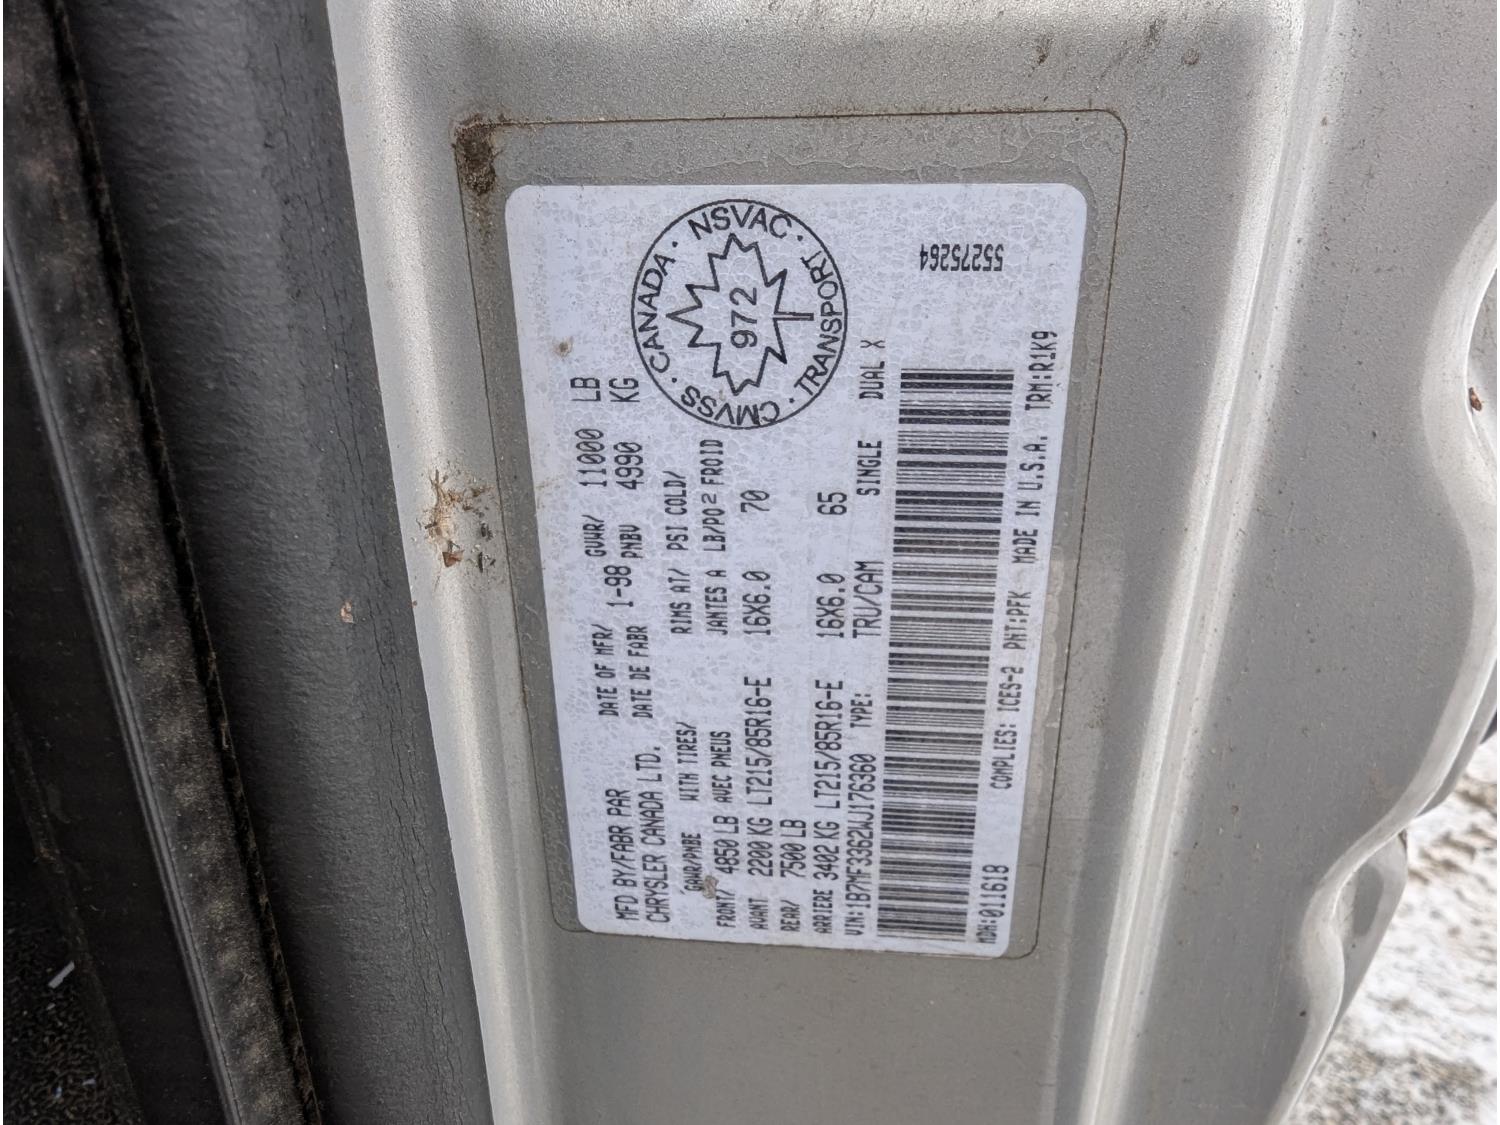 55275264
CMVSS · CANADA · NSVAC · TRANSPORT ·
972
MFD BY/FABR PAR
CHRYSLER CANADA LTD.
DATE OF MFR/
DATE DE FABR
1-98
GVWR/ 11000 LB
PNBV 4990 KG
GAWR/PNBE WITH TIRES/ RIMS AT/ PSI COLD/
AVEC PNEUS JANTES A LB/PO² FROID
FRONT/ 4850 LB
AVANT 2200 KG LT215/85R16-E 16X6.0 70
REAR/ 7500 LB
ARRIERE 3402 KG LT215/85R16-E 16X6.0 65
VIN:1B7MF3362WJ176360 TYPE: TRU/CAM SINGLE DUAL X
MDH:011618 COMPLIES: ICES-2 PNT:PFK MADE IN U.S.A. TRM:R1K9